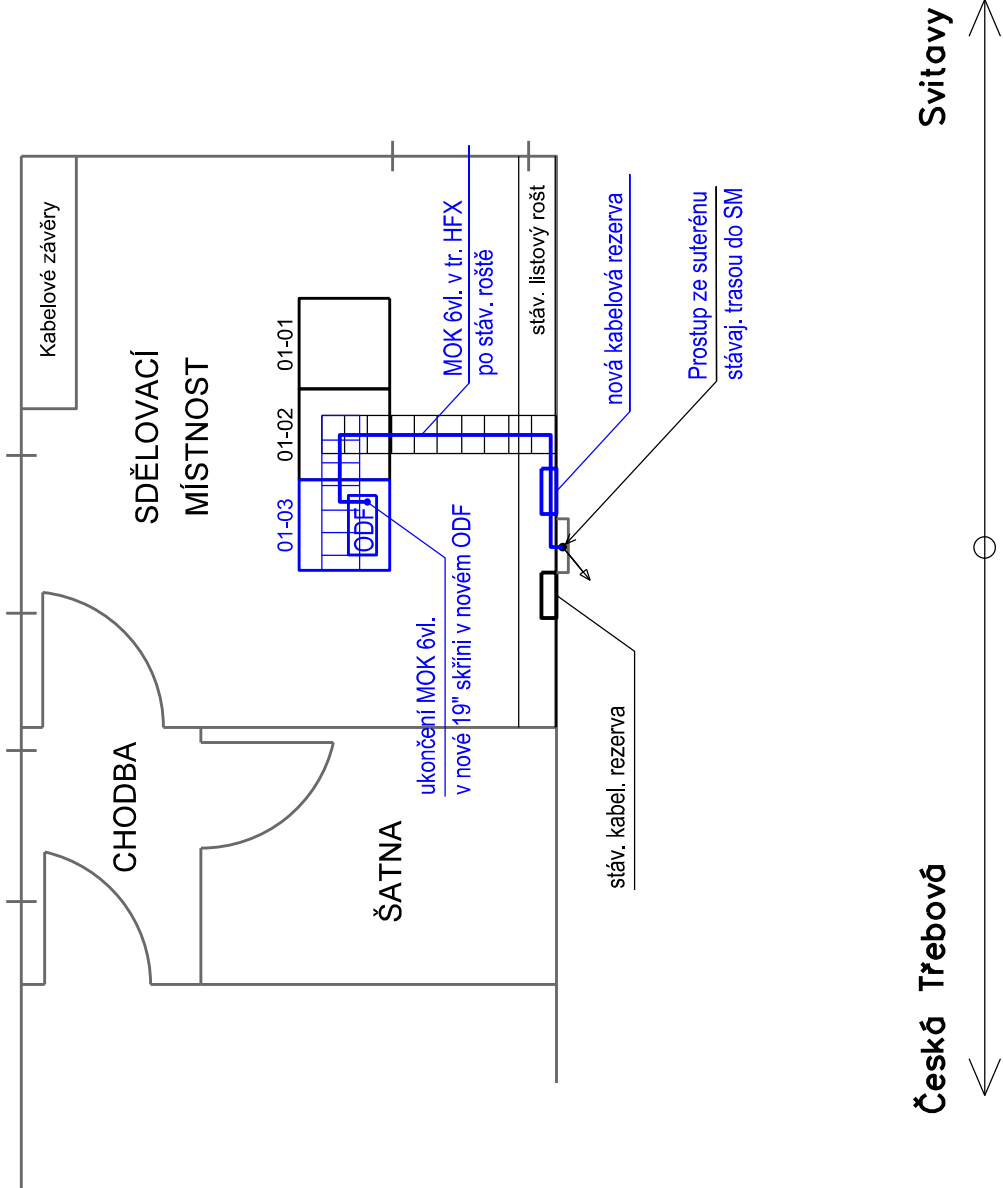 Kabelové závěry
SDĚLOVACÍ
MÍSTNOST
01-01
01-02
01-03
ODF
MOK 6vl. v tr. HFX
po stáv. roště
stáv. listový rošt
nová kabelová rezerva
Prostup ze suterénu
stávaj. trasou do SM
ukončení MOK 6vl.
v nové 19" skříni v novém ODF
stáv. kabel. rezerva
CHODBA
ŠATNA
Česká Třebová
Svitavy